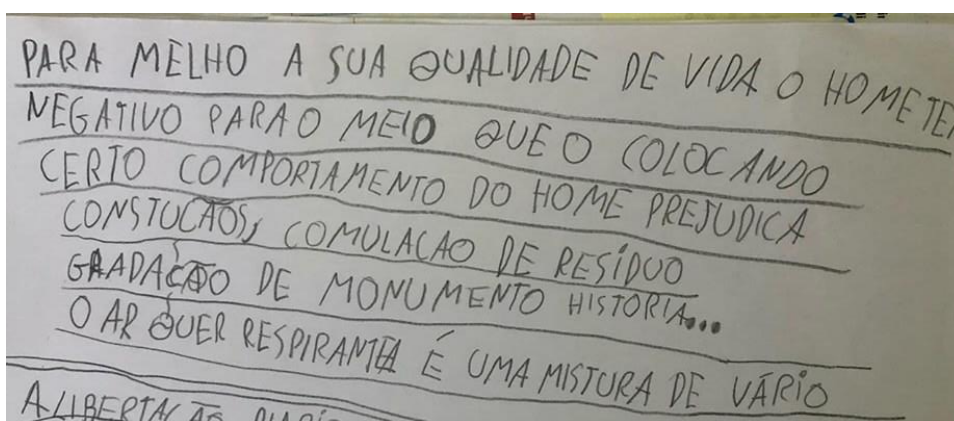 PARA MELHO A SUA QUALIDADE DE VIDA O HOME TEM
NEGATIVO PARA O MEIO QUE O COLOCANDO
CERTO COMPORTAMENTO DO HOME PREJUDICA
CONSTUCÃOS, COMULACAO DE RESÍDUO
GRADAÇÃO DE MONUMENTO HISTORIA...
O AR QUER RESPIRANTEA É UMA MISTURA DE VÁRIO